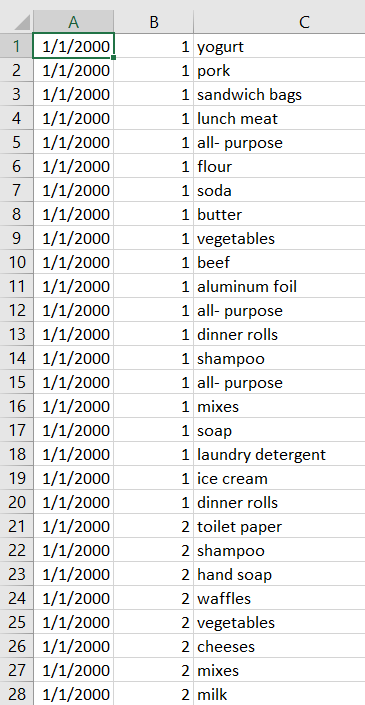 A B C
1 1/1/2000 1 yogurt
2 1/1/2000 1 pork
3 1/1/2000 1 sandwich bags
4 1/1/2000 1 lunch meat
5 1/1/2000 1 all- purpose
6 1/1/2000 1 flour
7 1/1/2000 1 soda
8 1/1/2000 1 butter
9 1/1/2000 1 vegetables
10 1/1/2000 1 beef
11 1/1/2000 1 aluminum foil
12 1/1/2000 1 all- purpose
13 1/1/2000 1 dinner rolls
14 1/1/2000 1 shampoo
15 1/1/2000 1 all- purpose
16 1/1/2000 1 mixes
17 1/1/2000 1 soap
18 1/1/2000 1 laundry detergent
19 1/1/2000 1 ice cream
20 1/1/2000 1 dinner rolls
21 1/1/2000 2 toilet paper
22 1/1/2000 2 shampoo
23 1/1/2000 2 hand soap
24 1/1/2000 2 waffles
25 1/1/2000 2 vegetables
26 1/1/2000 2 cheeses
27 1/1/2000 2 mixes
28 1/1/2000 2 milk